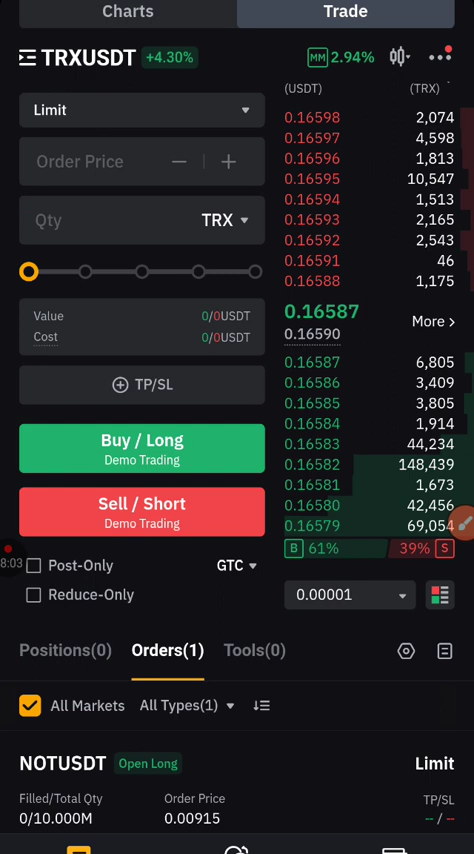 Charts
Trade
TRXUSDT +4.30%
MM 2.94%
Limit
Order Price
Qty TRX
Value 0/0USDT
Cost 0/0USDT
TP/SL
Buy / Long
Demo Trading
Sell / Short
Demo Trading
8:03
Post-Only GTC
Reduce-Only
(USDT) (TRX)
0.16598 2,074
0.16597 4,598
0.16596 1,813
0.16595 10,547
0.16594 1,513
0.16593 2,165
0.16592 2,543
0.16591 46
0.16588 1,175
0.16587
0.16590
More
0.16587 6,805
0.16586 3,409
0.16585 3,805
0.16584 1,914
0.16583 44,234
0.16582 148,439
0.16581 1,673
0.16580 42,456
0.16579 69,054
B 61% 39% S
0.00001
Positions(0) Orders(1) Tools(0)
All Markets All Types(1)
NOTUSDT Open Long Limit
Filled/Total Qty Order Price TP/SL
0/10.000M 0.00915 -- / --